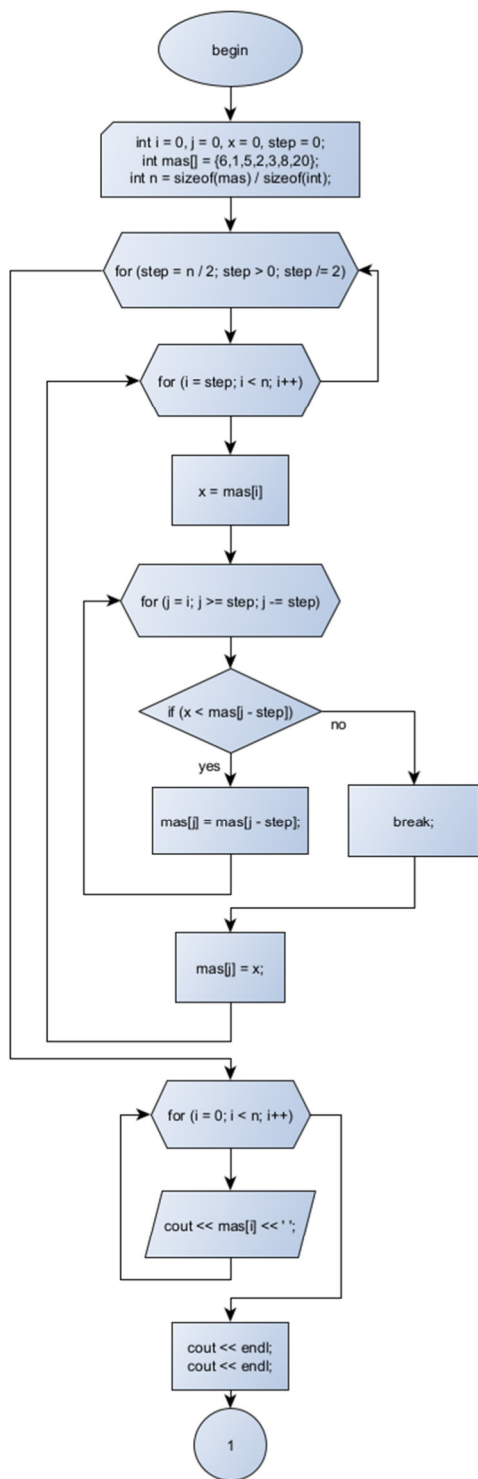 begin
int i = 0, j = 0, x = 0, step = 0;
int mas[] = {6,1,5,2,3,8,20};
int n = sizeof(mas) / sizeof(int);
for (step = n / 2; step > 0; step /= 2)
for (i = step; i < n; i++)
x = mas[i]
for (j = i; j >= step; j -= step)
if (x < mas[j - step])
no
yes
mas[j] = mas[j - step];
break;
mas[j] = x;
for (i = 0; i < n; i++)
cout << mas[i] << ' ';
cout << endl;
cout << endl;
1